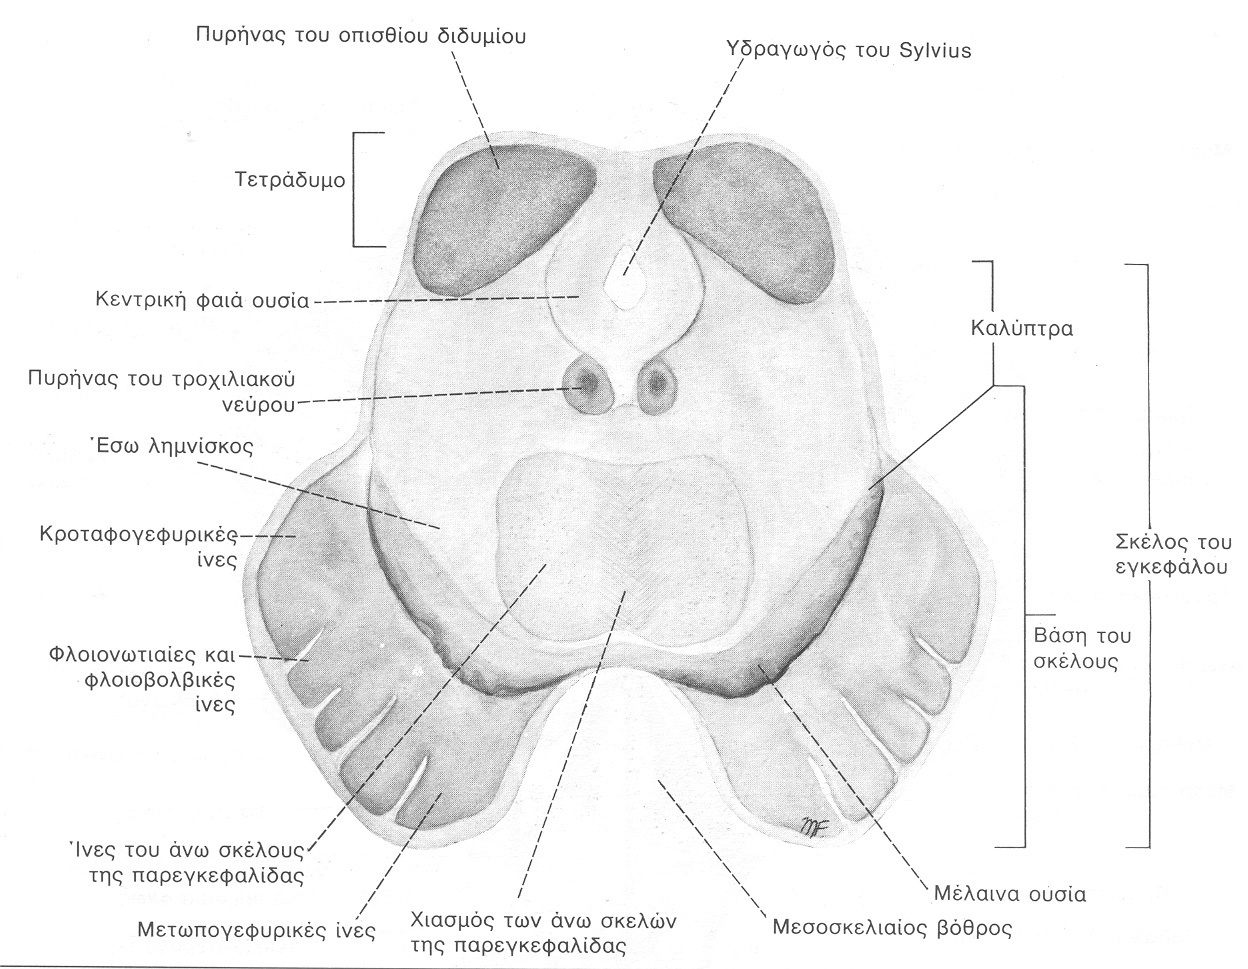 Πυρήνας του οπισθίου διδυμίου
Υδραγωγός του Sylvius
Τετράδυμο
Κεντρική φαιά ουσία
Καλύπτρα
Πυρήνας του τροχιλιακού
νεύρου
Έσω λημνίσκος
Κροταφογεφυρικές
ίνες
Σκέλος του
εγκεφάλου
Φλοιονωτιαίες και
φλοιοβολβικές
ίνες
Βάση του
σκέλους
MF
Ίνες του άνω σκέλους
της παρεγκεφαλίδας
Μέλαινα ουσία
Μετωπογεφυρικές ίνες
Χιασμός των άνω σκελών
της παρεγκεφαλίδας
Μεσοσκελιαίος βόθρος